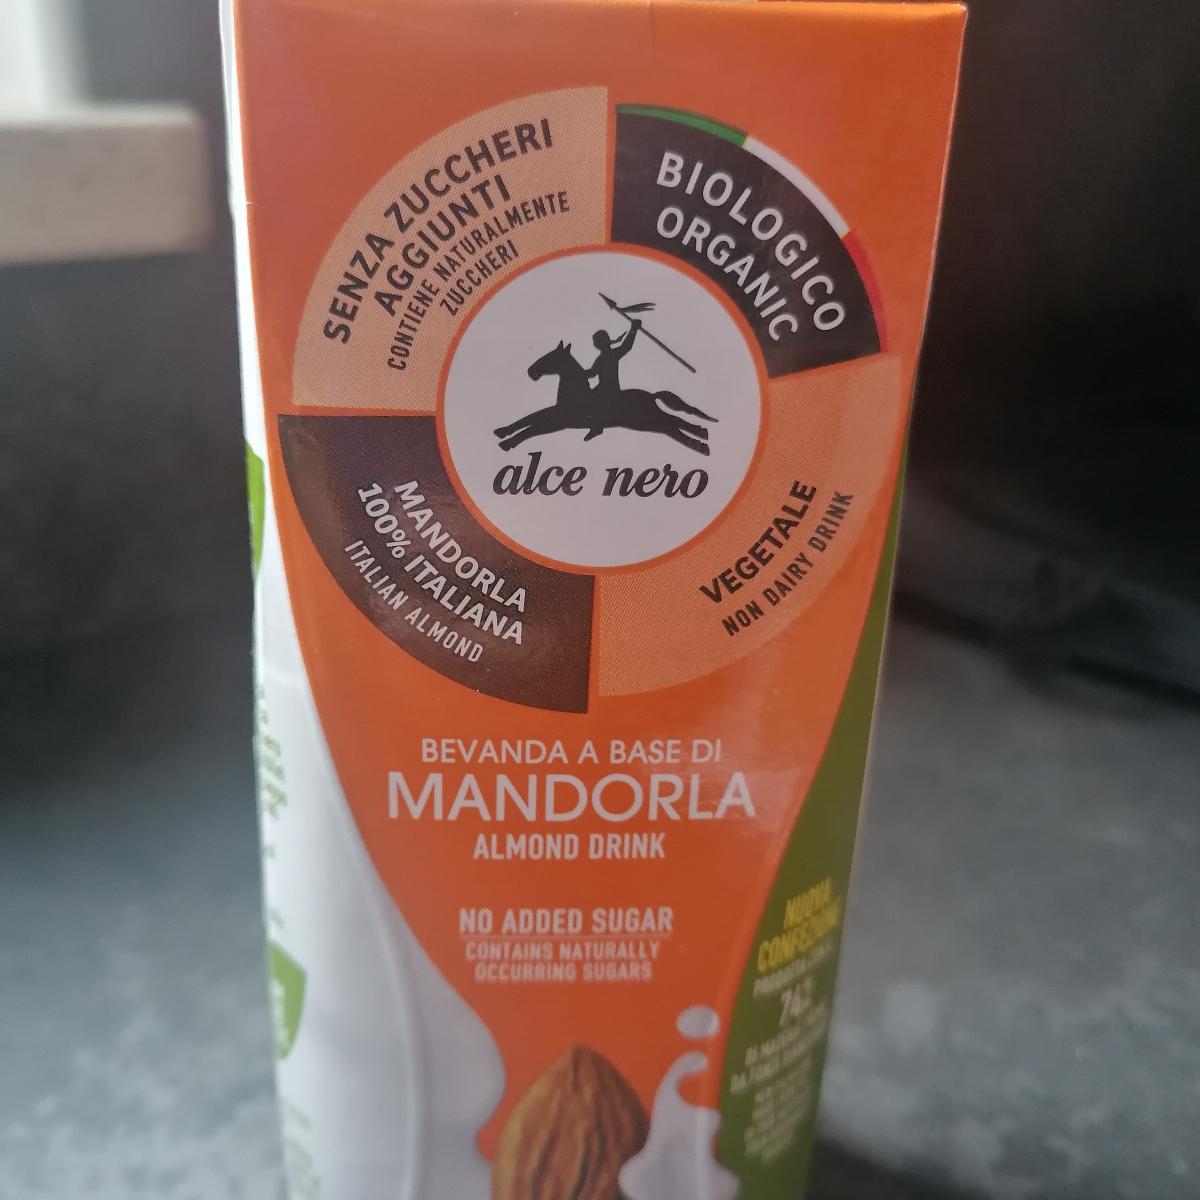 SENZA ZUCCHERI
AGGIUNTI
CONTIENE NATURALMENTE
ZUCCHERI
BIOLOGICO
ORGANIC
alce nero
MANDORLA
100% ITALIANA
ITALIAN ALMOND
VEGETALE
NON DAIRY DRINK
BEVANDA A BASE DI
MANDORLA
ALMOND DRINK
NO ADDED SUGAR
CONTAINS NATURALLY
OCCURRING SUGARS
NUOVA
CONFEZIONE